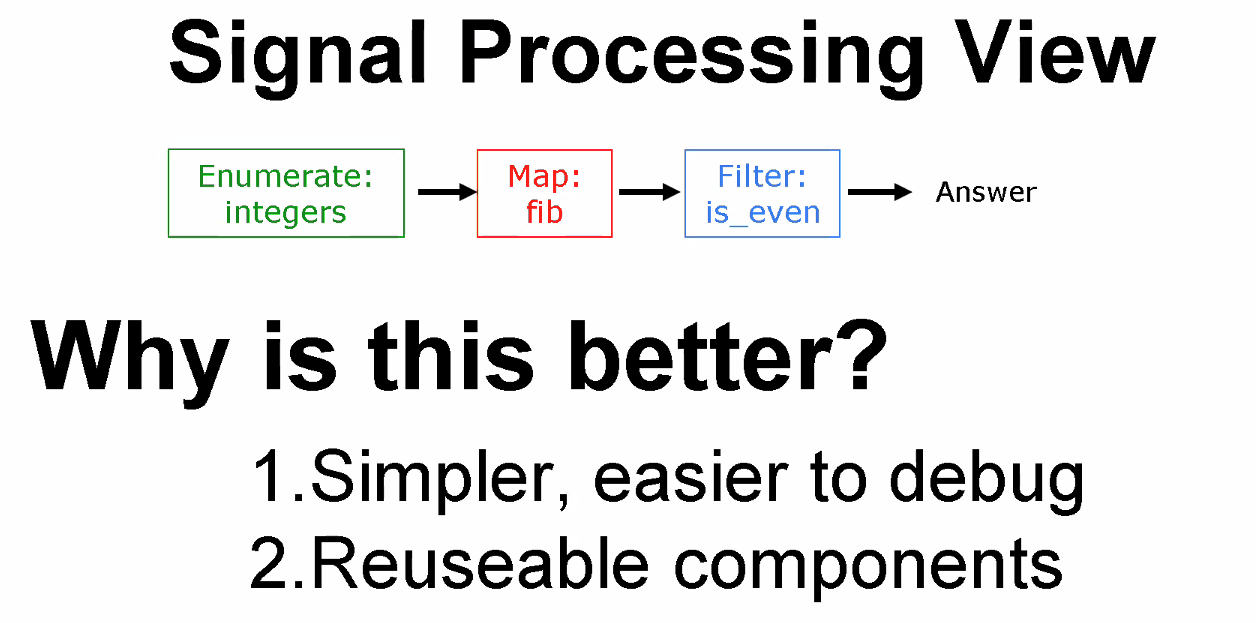 Signal Processing View
Enumerate:
integers
Map:
fib
Filter:
is_even
Answer
Why is this better?
1.Simpler, easier to debug
2.Reuseable components